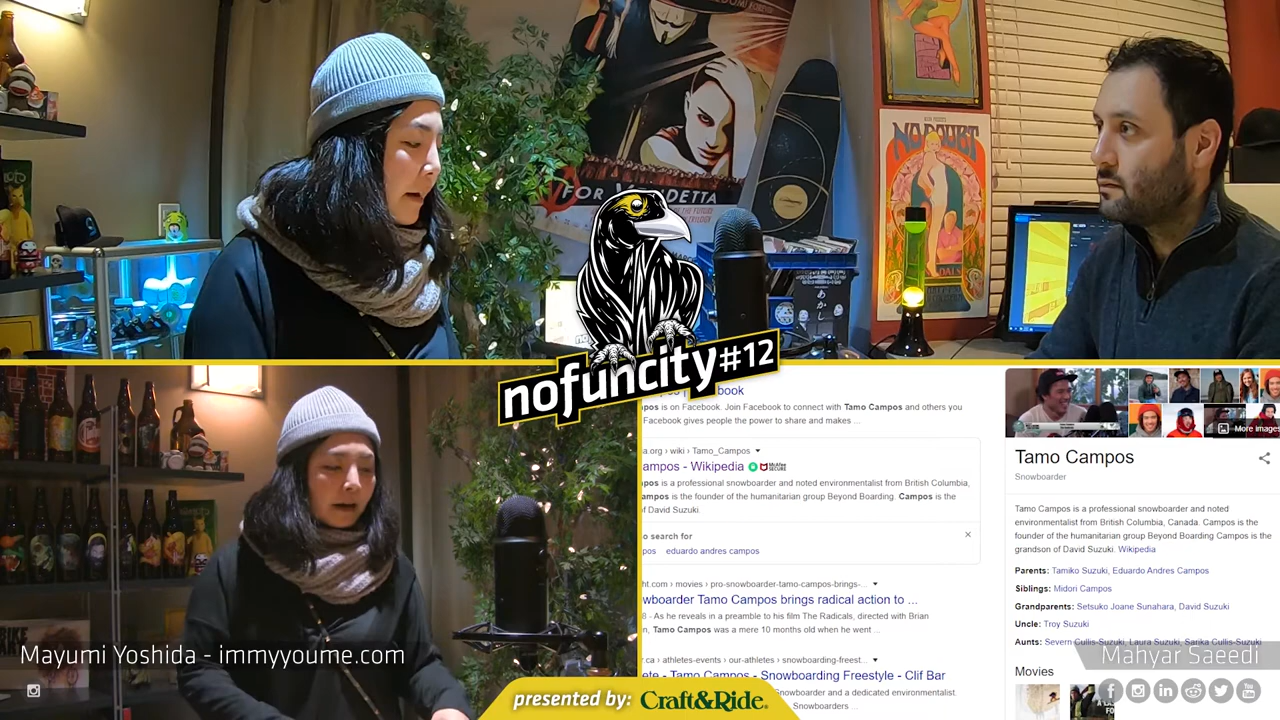 FOR VENDETTA
NO DOUBT
あかし
nofuncity#12
Mayumi Yoshida - immyyoume.com
book
pos is on Facebook. Join Facebook to connect with Tamo Campos and others you
Facebook gives people the power to share and makes ...
a.org › wiki › Tamo_Campos
ampos - Wikipedia McAfee SECURE
pos is a professional snowboarder and noted environmentalist from British Columbia,
ampos is the founder of the humanitarian group Beyond Boarding. Campos is the
of David Suzuki.
o search for
pos eduardo andres campos
ht.com › movies › pro-snowboarder-tamo-campos-brings-...
wboarder Tamo Campos brings radical action to ...
8 - As he reveals in a preamble to his film The Radicals, directed with Brian
n, Tamo Campos was a mere 10 months old when he went ...
.ca › athletes-events › our-athletes › snowboarding-freest...
ete - Tamo Campos - Snowboarding Freestyle - Clif Bar
Snowboarder and a dedicated environmentalist.
Snowboarders ...
More images
Tamo Campos
Snowboarder
Tamo Campos is a professional snowboarder and noted
environmentalist from British Columbia, Canada. Campos is the
founder of the humanitarian group Beyond Boarding Campos is the
grandson of David Suzuki. Wikipedia
Parents: Tamiko Suzuki, Eduardo Andres Campos
Siblings: Midori Campos
Grandparents: Setsuko Joane Sunahara, David Suzuki
Uncle: Troy Suzuki
Aunts: Severn Cullis-Suzuki, Laura Suzuki, Sarika Cullis-Suzuki
Mahyar Saeedi
Movies
presented by: Craft&Ride